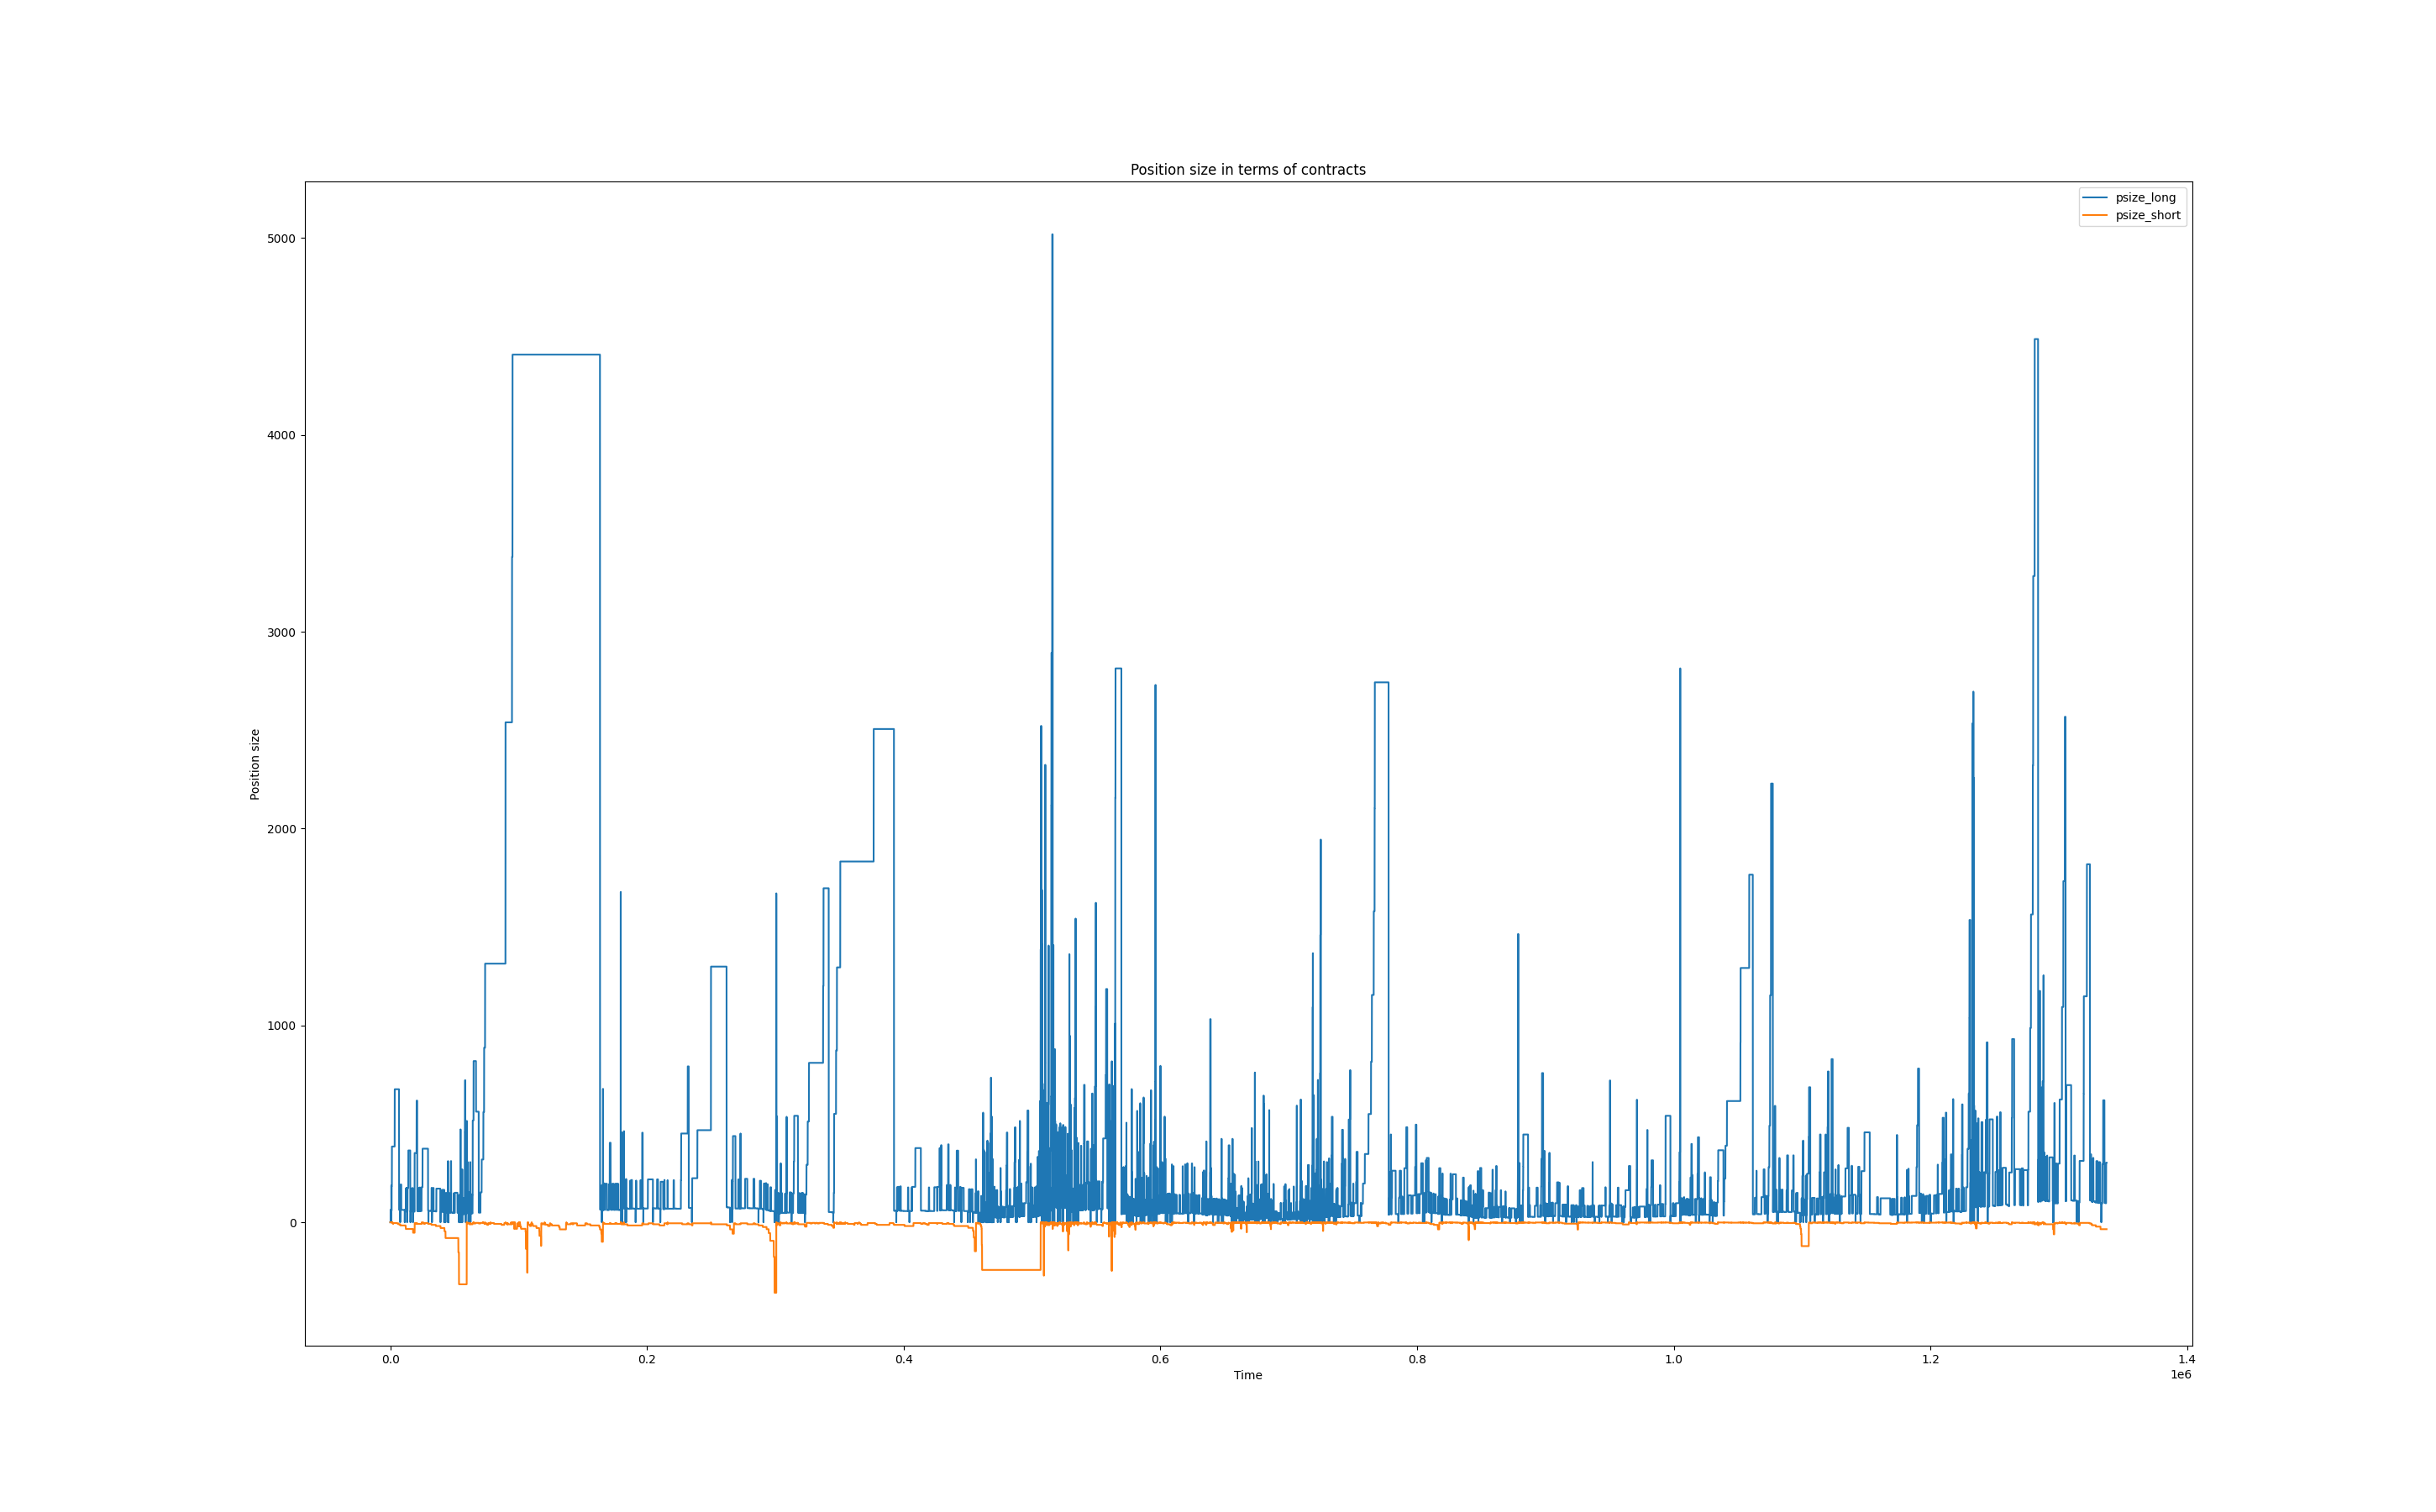 Position size in terms of contracts
psize_long
psize_short
5000
4000
3000
2000
1000
0
Position size
0.0 0.2 0.4 0.6 0.8 1.0 1.2 1.4
Time
1e6